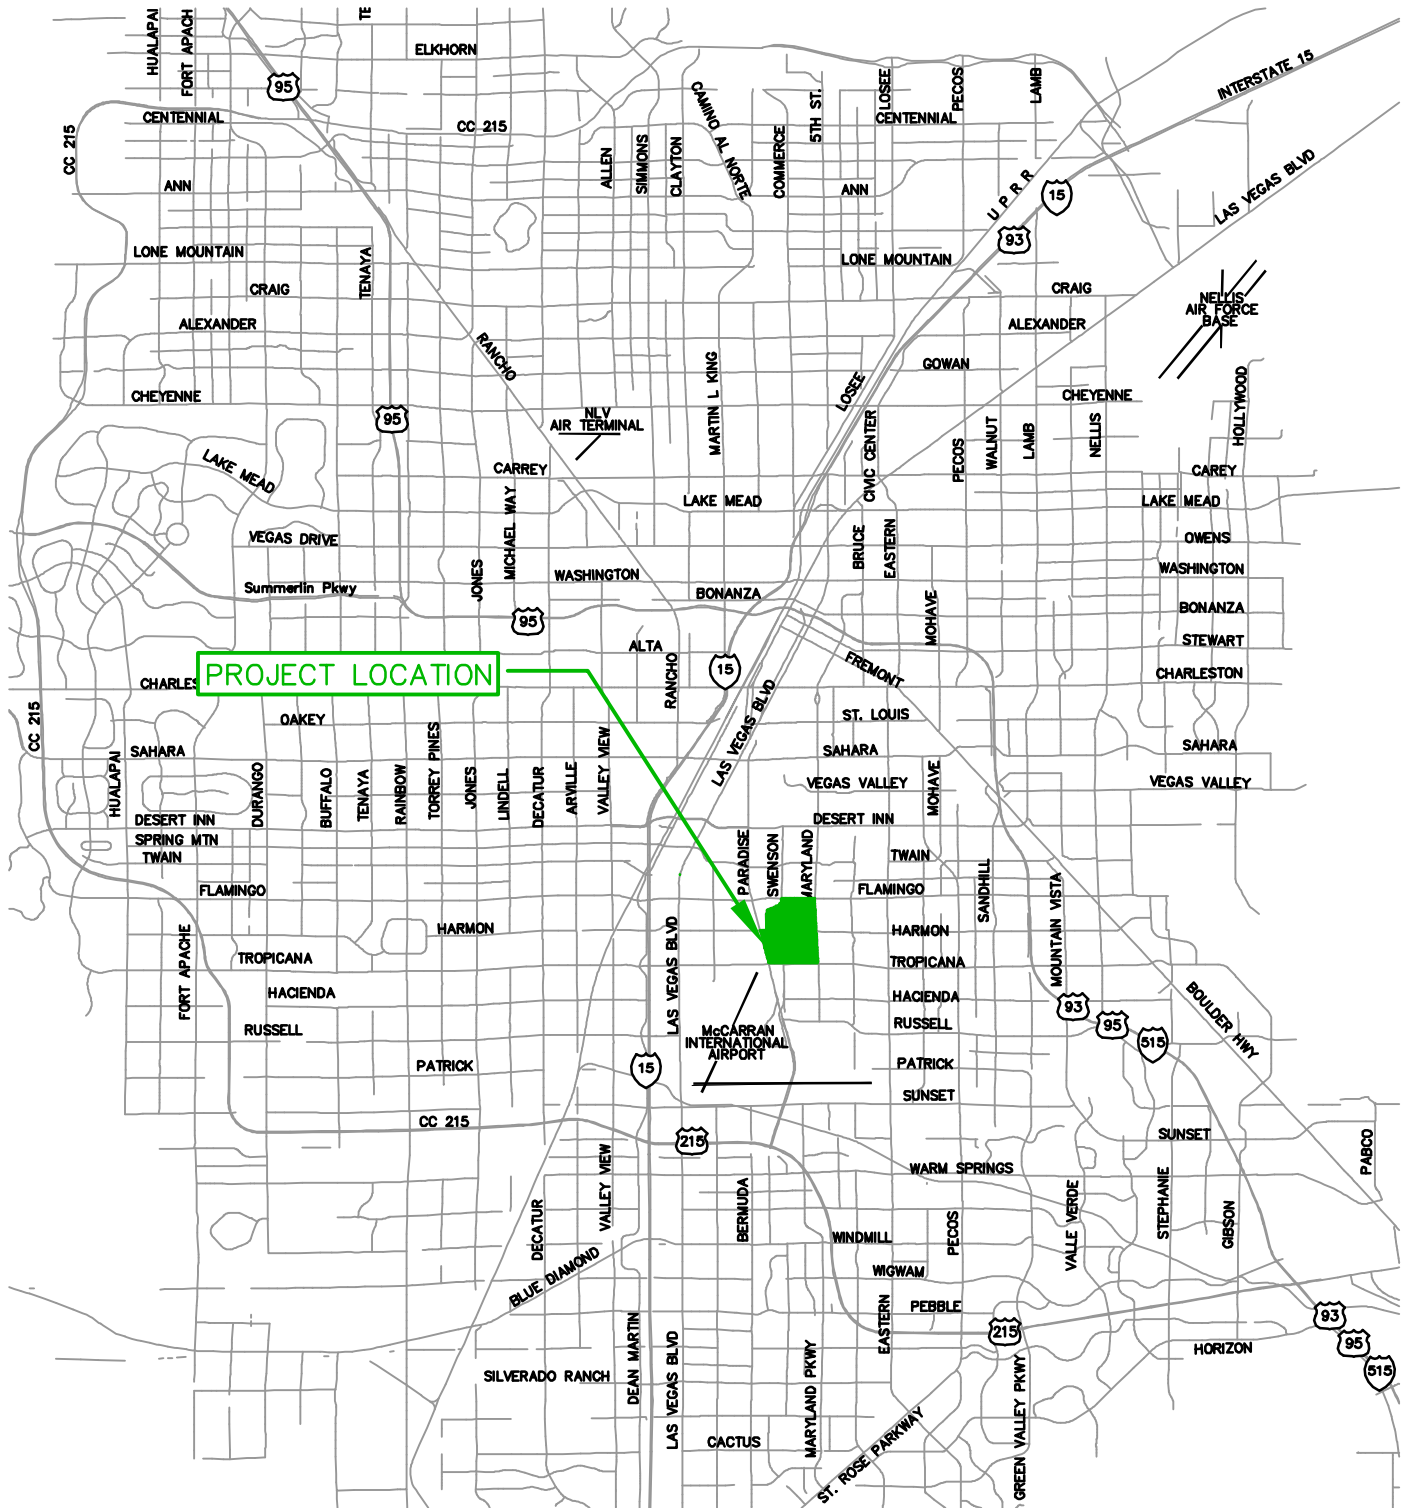 HUALAPAI
FORT APACH
TE
ELKHORN
95
CENTENNIAL
CC 215
CC 215
ANN
ALLEN
SIMMONS
CLAYTON
CAMINO AL NORTE
COMMERCE
5TH ST.
LOSEE
CENTENNIAL
PECOS
LAMB
INTERSTATE 15
ANN
U P R R
15
93
LAS VEGAS BLVD
LONE MOUNTAIN
TENAYA
LONE MOUNTAIN
CRAIG
CRAIG
NELLIS
AIR FORCE
BASE
ALEXANDER
ALEXANDER
RANCHO
GOWAN
MARTIN L KING
LOSEE
CHEYENNE
CHEYENNE
HOLLYWOOD
95
NLV
AIR TERMINAL
CIVIC CENTER
PECOS
WALNUT
LAMB
NELLIS
LAKE MEAD
CARREY
CAREY
LAKE MEAD
LAKE MEAD
MICHAEL WAY
VEGAS DRIVE
BRUCE
EASTERN
OWENS
JONES
WASHINGTON
WASHINGTON
Summerlin Pkwy
BONANZA
MOHAVE
BONANZA
95
ALTA
STEWART
FREMONT
PROJECT LOCATION
CHARLES
RANCHO
15
CHARLESTON
CC 215
OAKEY
LAS VEGAS BLVD
ST. LOUIS
SAHARA
SAHARA
SAHARA
HUALAPAI
DURANGO
BUFFALO
TENAYA
RAINBOW
TORREY PINES
JONES
LINDELL
DECATUR
ARVILLE
VALLEY VIEW
VEGAS VALLEY
MOHAVE
VEGAS VALLEY
DESERT INN
DESERT INN
SPRING MTN
TWAIN
PARADISE
SWENSON
MARYLAND
TWAIN
FLAMINGO
FLAMINGO
SANDHILL
MOUNTAIN VISTA
FORT APACHE
HARMON
LAS VEGAS BLVD
HARMON
TROPICANA
TROPICANA
HACIENDA
HACIENDA
93
BOULDER HWY
RUSSELL
McCARRAN
INTERNATIONAL
AIRPORT
RUSSELL
95
515
PATRICK
15
PATRICK
SUNSET
CC 215
215
SUNSET
PABCO
WARM SPRINGS
DECATUR
VALLEY VIEW
BERMUDA
WINDMILL
PECOS
VALLE VERDE
STEPHANIE
GIBSON
BLUE DIAMOND
WIGWAM
PEBBLE
EASTERN
215
93
95
515
HORIZON
SILVERADO RANCH
DEAN MARTIN
LAS VEGAS BLVD
MARYLAND PKWY
GREEN VALLEY PKWY
CACTUS
ST. ROSE PARKWAY